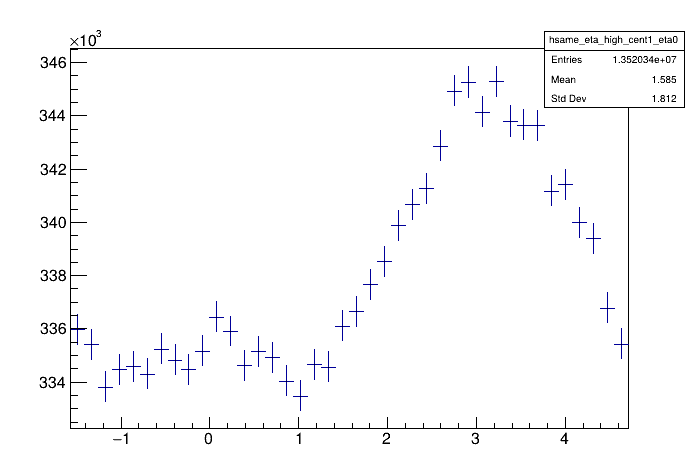 ×10³
hsame_eta_high_cent1_eta0
Entries 1.352034e+07
Mean 1.585
Std Dev 1.812
346
344
342
340
338
336
334
−1 0 1 2 3 4